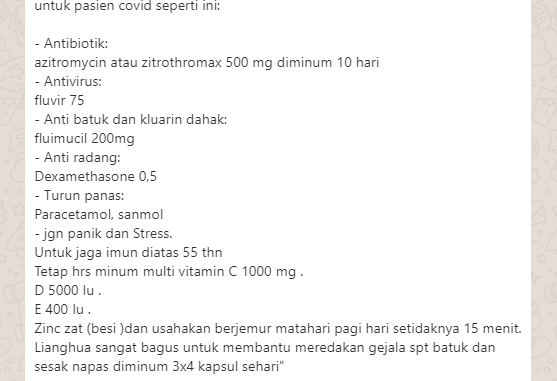 untuk pasien covid seperti ini:
- Antibiotik:
azitromycin atau zitrothromax 500 mg diminum 10 hari
- Antivirus:
fluvir 75
- Anti batuk dan kluarin dahak:
fluimucil 200mg
- Anti radang:
Dexamethasone 0,5
- Turun panas:
Paracetamol, sanmol
- jgn panik dan Stress.
Untuk jaga imun diatas 55 thn
Tetap hrs minum multi vitamin C 1000 mg .
D 5000 Iu .
E 400 Iu .
Zinc zat (besi )dan usahakan berjemur matahari pagi hari setidaknya 15 menit.
Lianghua sangat bagus untuk membantu meredakan gejala spt batuk dan
sesak napas diminum 3x4 kapsul sehari"